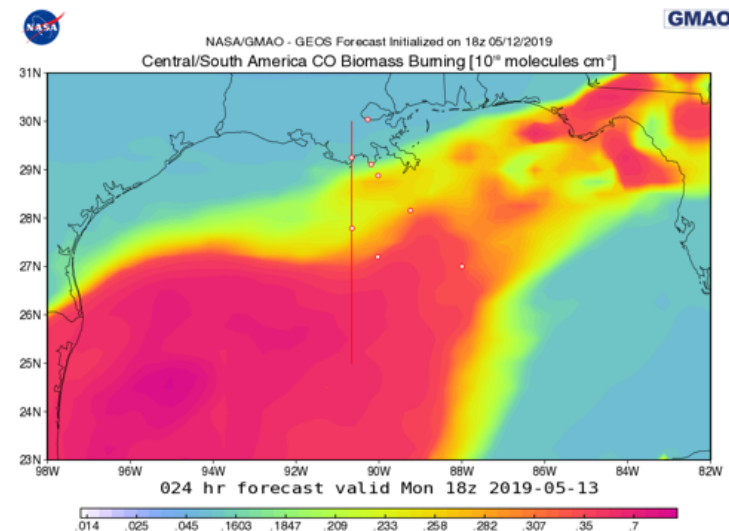 NASA
GMAO
NASA/GMAO - GEOS Forecast Initialized on 18z 05/12/2019
Central/South America CO Biomass Burning [10¹⁸ molecules cm⁻²]
31N
30N
29N
28N
27N
26N
25N
24N
23N
98W 96W 94W 92W 90W 88W 86W 84W 82W
024 hr forecast valid Mon 18z 2019-05-13
.014 .025 .045 .1603 .1847 .209 .233 .258 .282 .307 .35 .7